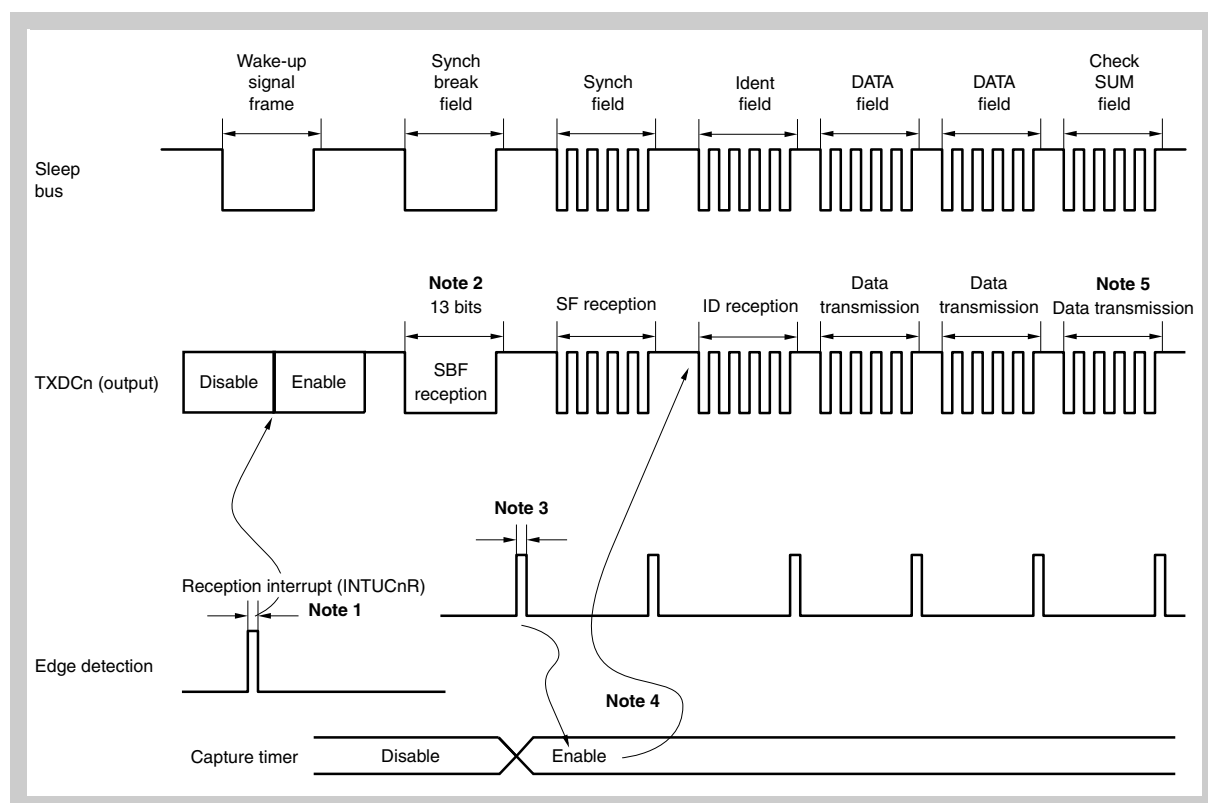 Wake-up
signal
frame
Synch
break
field
Synch
field
Ident
field
DATA
field
DATA
field
Check
SUM
field
Sleep
bus
Note 2
13 bits
SF reception
ID reception
Data
transmission
Data
transmission
Note 5
Data transmission
TXDCn (output)
Disable
Enable
SBF
reception
Note 3
Reception interrupt (INTUCnR)
Note 1
Edge detection
Note 4
Capture timer
Disable
Enable